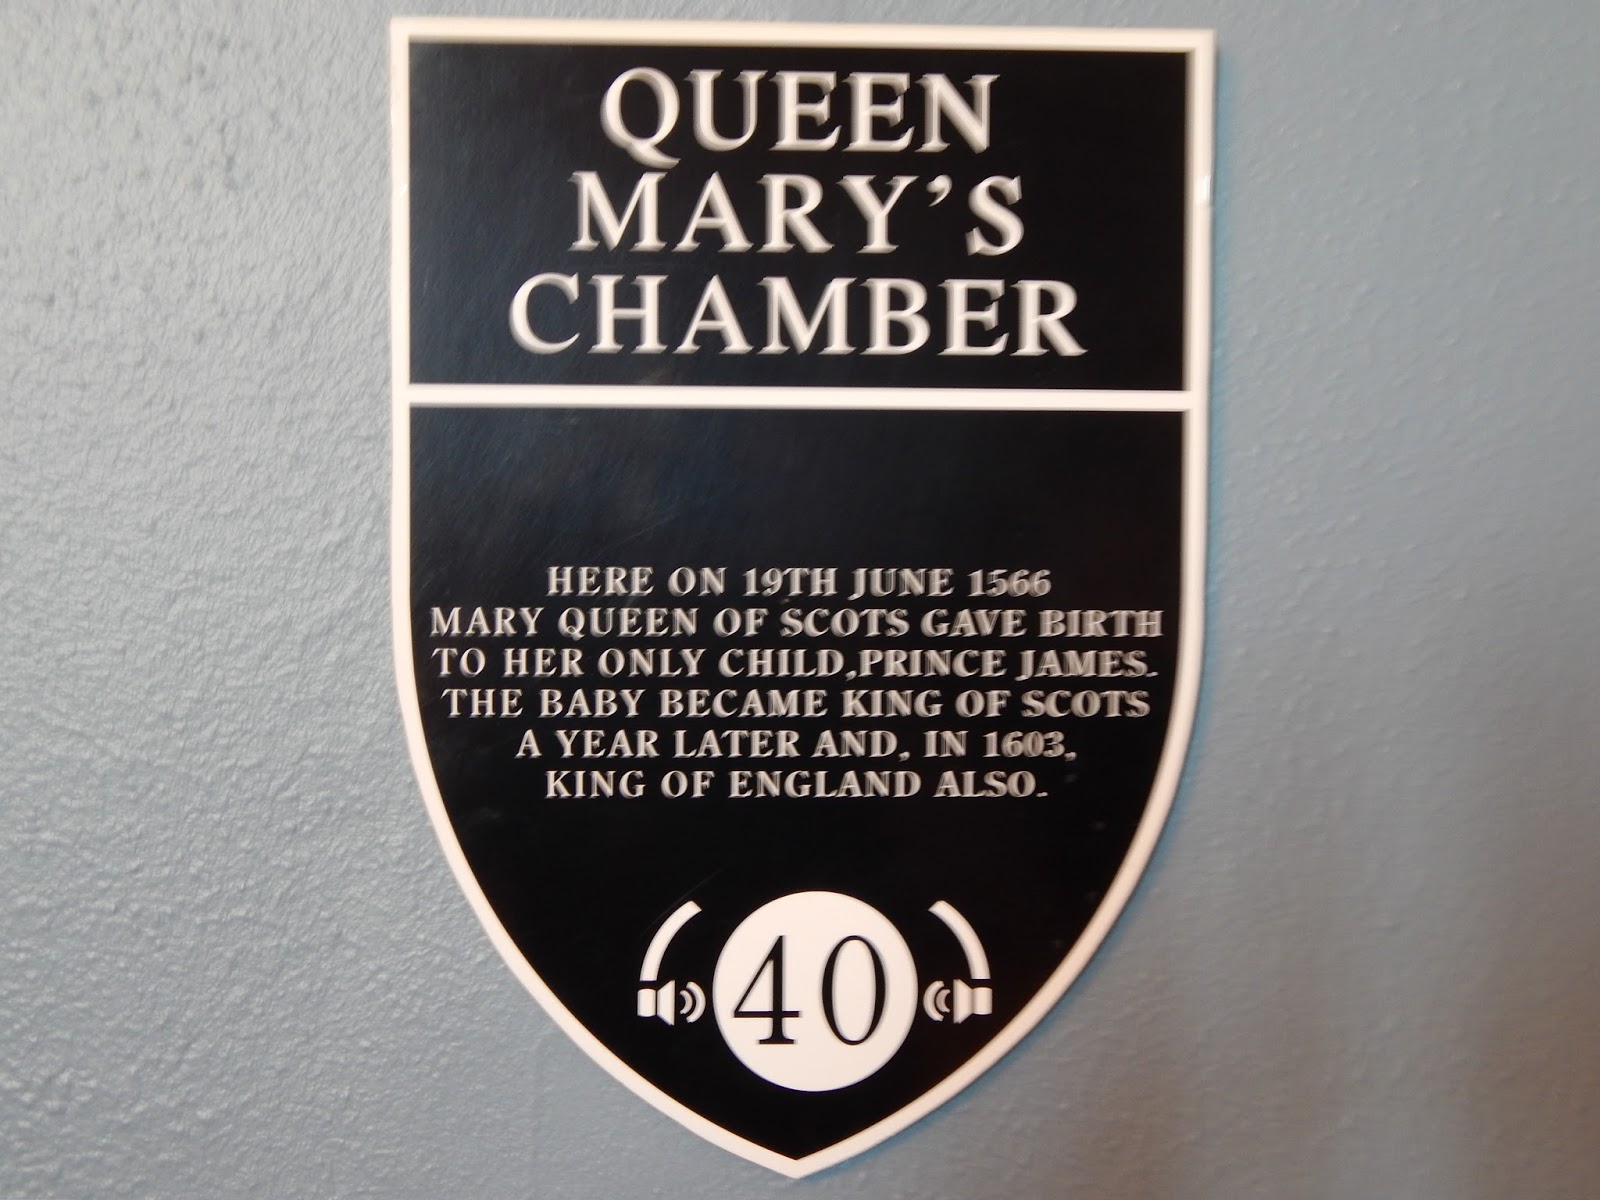 QUEEN
MARY'S
CHAMBER
HERE ON 19TH JUNE 1566
MARY QUEEN OF SCOTS GAVE BIRTH
TO HER ONLY CHILD,PRINCE JAMES.
THE BABY BECAME KING OF SCOTS
A YEAR LATER AND, IN 1603,
KING OF ENGLAND ALSO.
40